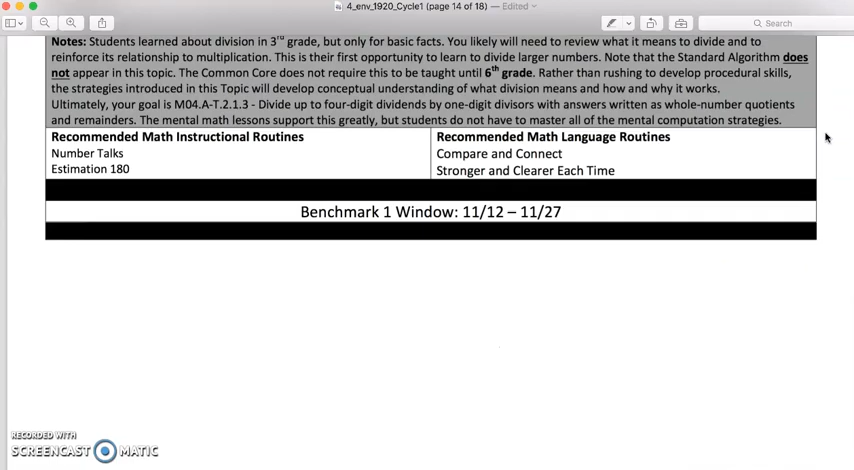 4_env_1920_Cycle1 (page 14 of 18) — Edited
Search
Notes: Students learned about division in 3rd grade, but only for basic facts. You likely will need to review what it means to divide and to
reinforce its relationship to multiplication. This is their first opportunity to learn to divide larger numbers. Note that the Standard Algorithm does
not appear in this topic. The Common Core does not require this to be taught until 6th grade. Rather than rushing to develop procedural skills,
the strategies introduced in this Topic will develop conceptual understanding of what division means and how and why it works.
Ultimately, your goal is M04.A-T.2.1.3 - Divide up to four-digit dividends by one-digit divisors with answers written as whole-number quotients
and remainders. The mental math lessons support this greatly, but students do not have to master all of the mental computation strategies.
Recommended Math Instructional Routines
Number Talks
Estimation 180
Recommended Math Language Routines
Compare and Connect
Stronger and Clearer Each Time
Benchmark 1 Window: 11/12 – 11/27
RECORDED WITH
SCREENCAST MATIC